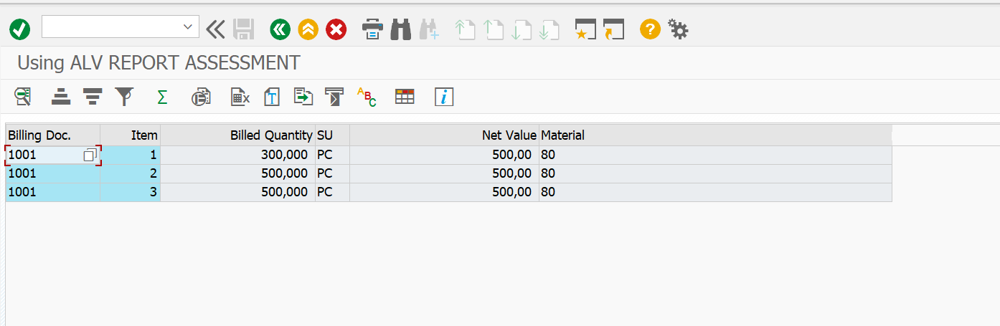 Using ALV REPORT ASSESSMENT
Billing Doc. Item Billed Quantity SU Net Value Material
1001 1 300,000 PC 500,00 80
1001 2 500,000 PC 500,00 80
1001 3 500,000 PC 500,00 80